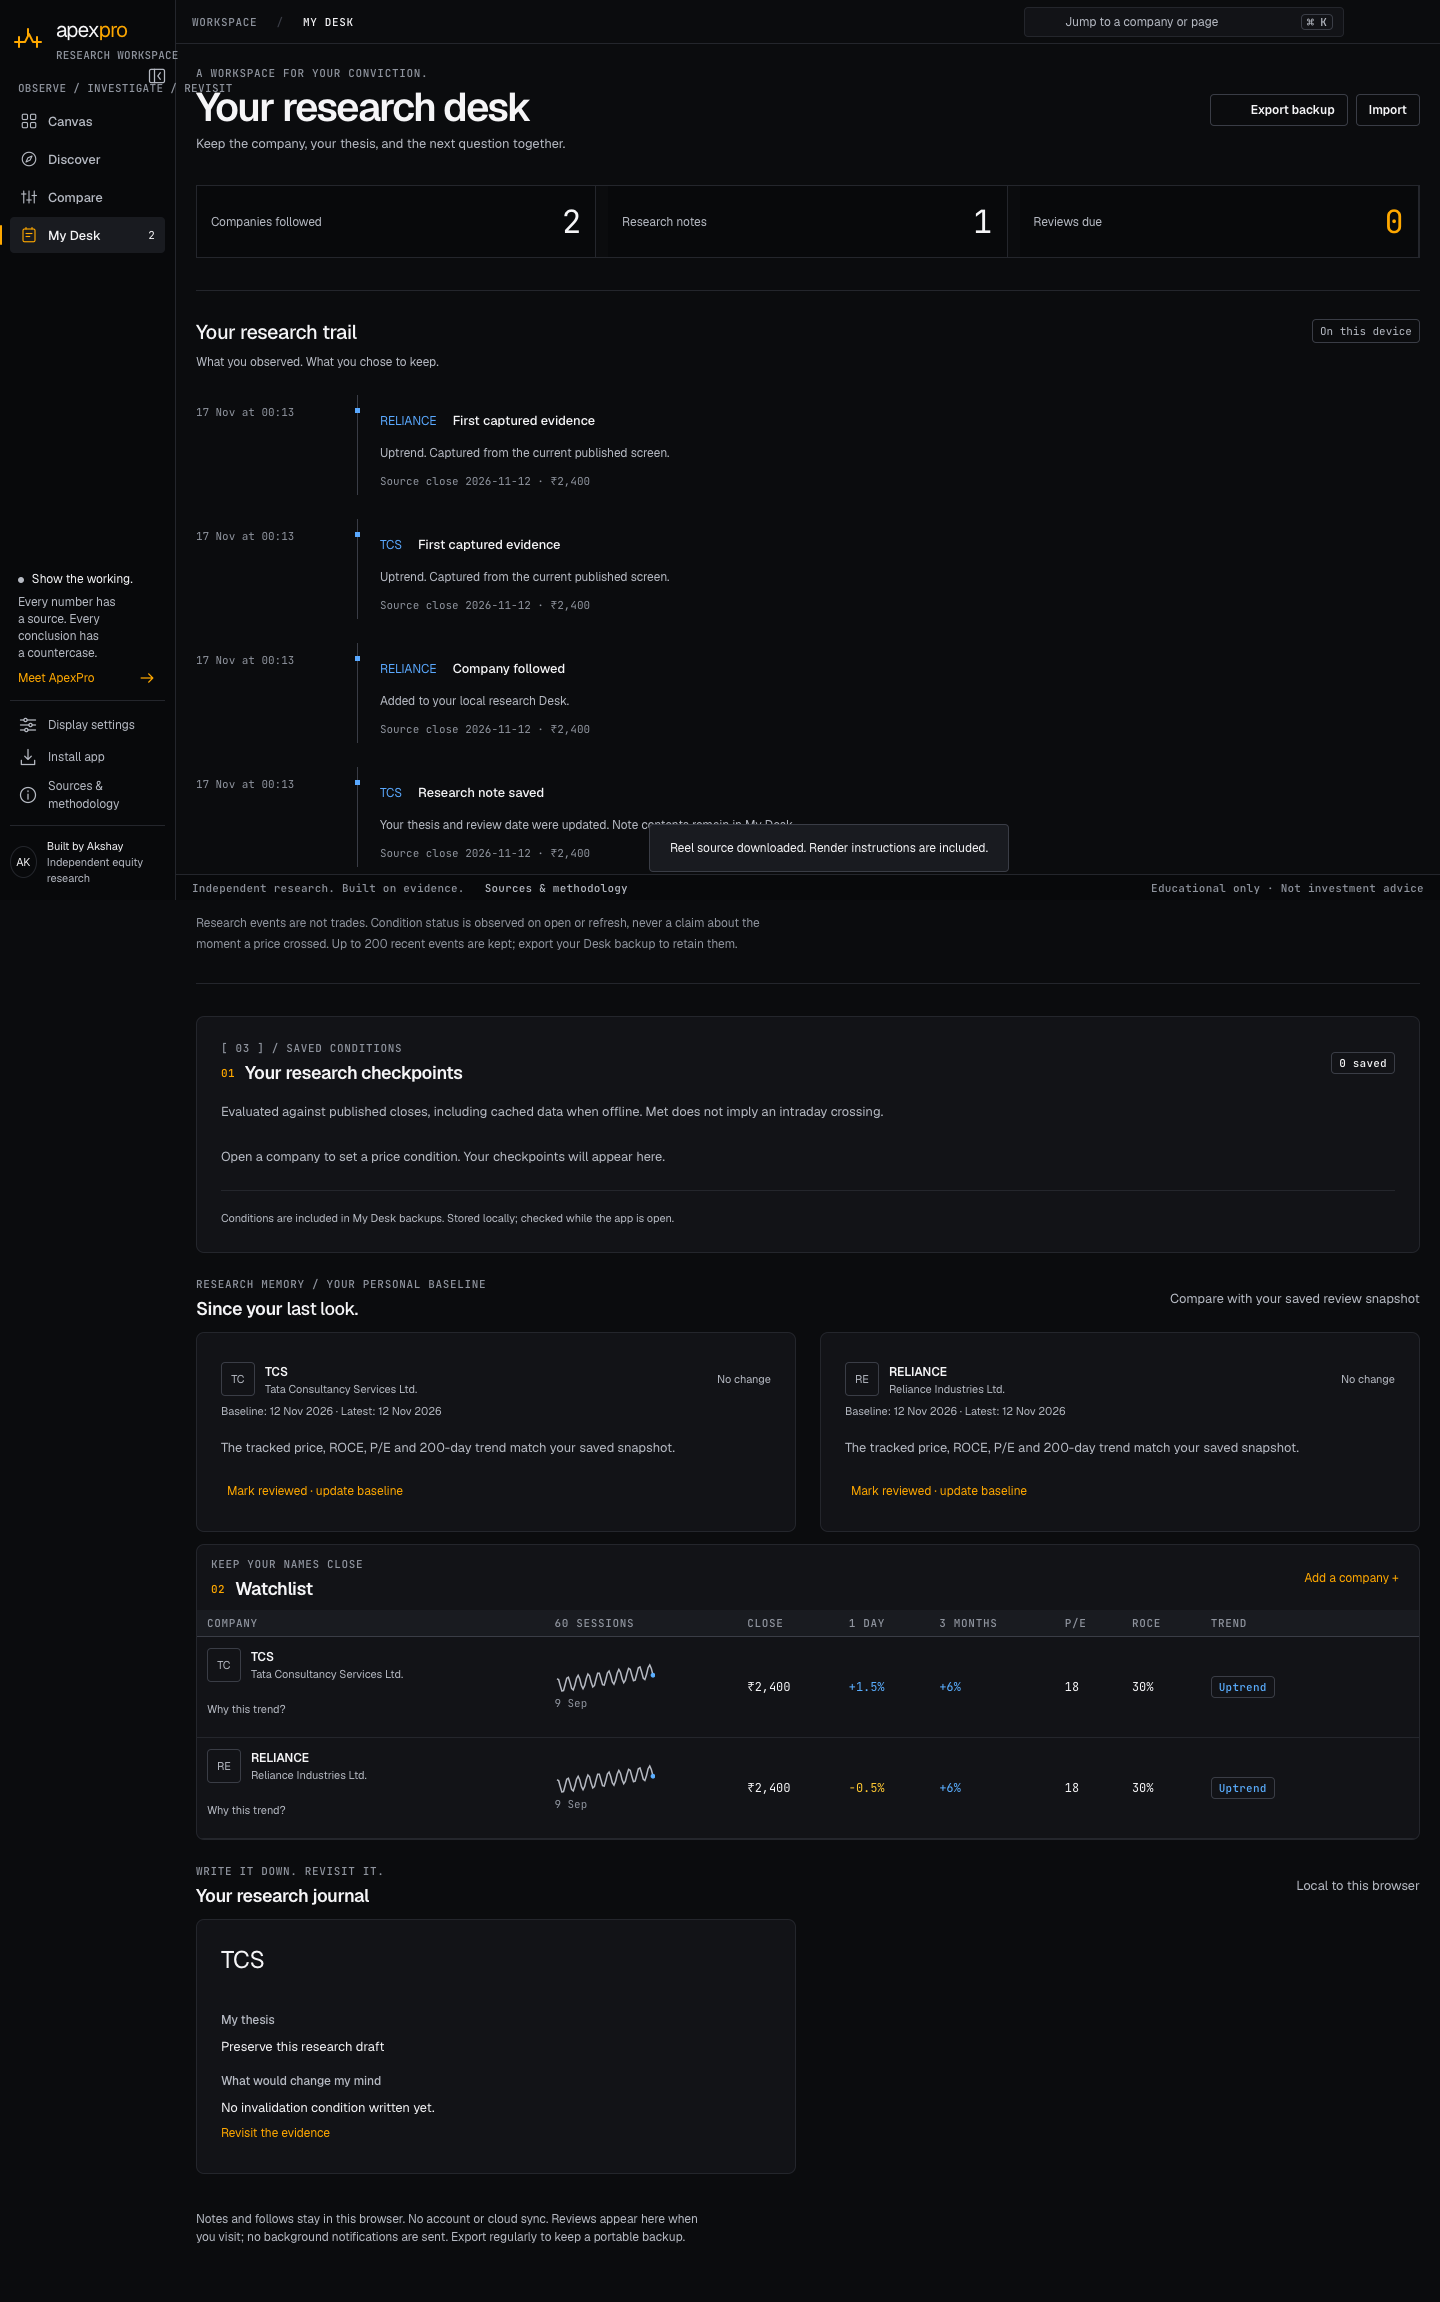 apexpro
RESEARCH WORKSPACE
OBSERVE / INVESTIGATE / REVISIT
Canvas
Discover
Compare
My Desk 2
Show the working.
Every number has
a source. Every
conclusion has
a countercase.
Meet ApexPro
Display settings
Install app
Sources &
methodology
AK
Built by Akshay
Independent equity
research
WORKSPACE / MY DESK
Jump to a company or page ⌘ K
A WORKSPACE FOR YOUR CONVICTION.
Your research desk
Keep the company, your thesis, and the next question together.
Export backup
Import
Companies followed 2
Research notes 1
Reviews due 0
Your research trail
On this device
What you observed. What you chose to keep.
17 Nov at 00:13
RELIANCE First captured evidence
Uptrend. Captured from the current published screen.
Source close 2026-11-12 · ₹2,400
17 Nov at 00:13
TCS First captured evidence
Uptrend. Captured from the current published screen.
Source close 2026-11-12 · ₹2,400
17 Nov at 00:13
RELIANCE Company followed
Added to your local research Desk.
Source close 2026-11-12 · ₹2,400
17 Nov at 00:13
TCS Research note saved
Your thesis and review date were updated. Note contents remain in My Desk.
Source close 2026-11-12 · ₹2,400
Reel source downloaded. Render instructions are included.
Independent research. Built on evidence. Sources & methodology
Educational only · Not investment advice
Research events are not trades. Condition status is observed on open or refresh, never a claim about the
moment a price crossed. Up to 200 recent events are kept; export your Desk backup to retain them.
[ 03 ] / SAVED CONDITIONS
01 Your research checkpoints
0 saved
Evaluated against published closes, including cached data when offline. Met does not imply an intraday crossing.
Open a company to set a price condition. Your checkpoints will appear here.
Conditions are included in My Desk backups. Stored locally; checked while the app is open.
RESEARCH MEMORY / YOUR PERSONAL BASELINE
Since your last look.
Compare with your saved review snapshot
TC
TCS
Tata Consultancy Services Ltd.
No change
Baseline: 12 Nov 2026 · Latest: 12 Nov 2026
The tracked price, ROCE, P/E and 200-day trend match your saved snapshot.
Mark reviewed · update baseline
RE
RELIANCE
Reliance Industries Ltd.
No change
Baseline: 12 Nov 2026 · Latest: 12 Nov 2026
The tracked price, ROCE, P/E and 200-day trend match your saved snapshot.
Mark reviewed · update baseline
KEEP YOUR NAMES CLOSE
02 Watchlist
Add a company +
COMPANY 60 SESSIONS CLOSE 1 DAY 3 MONTHS P/E ROCE TREND
TC
TCS
Tata Consultancy Services Ltd.
Why this trend?
9 Sep
₹2,400 +1.5% +6% 18 30% Uptrend
RE
RELIANCE
Reliance Industries Ltd.
Why this trend?
9 Sep
₹2,400 -0.5% +6% 18 30% Uptrend
WRITE IT DOWN. REVISIT IT.
Your research journal
Local to this browser
TCS
My thesis
Preserve this research draft
What would change my mind
No invalidation condition written yet.
Revisit the evidence
Notes and follows stay in this browser. No account or cloud sync. Reviews appear here when
you visit; no background notifications are sent. Export regularly to keep a portable backup.